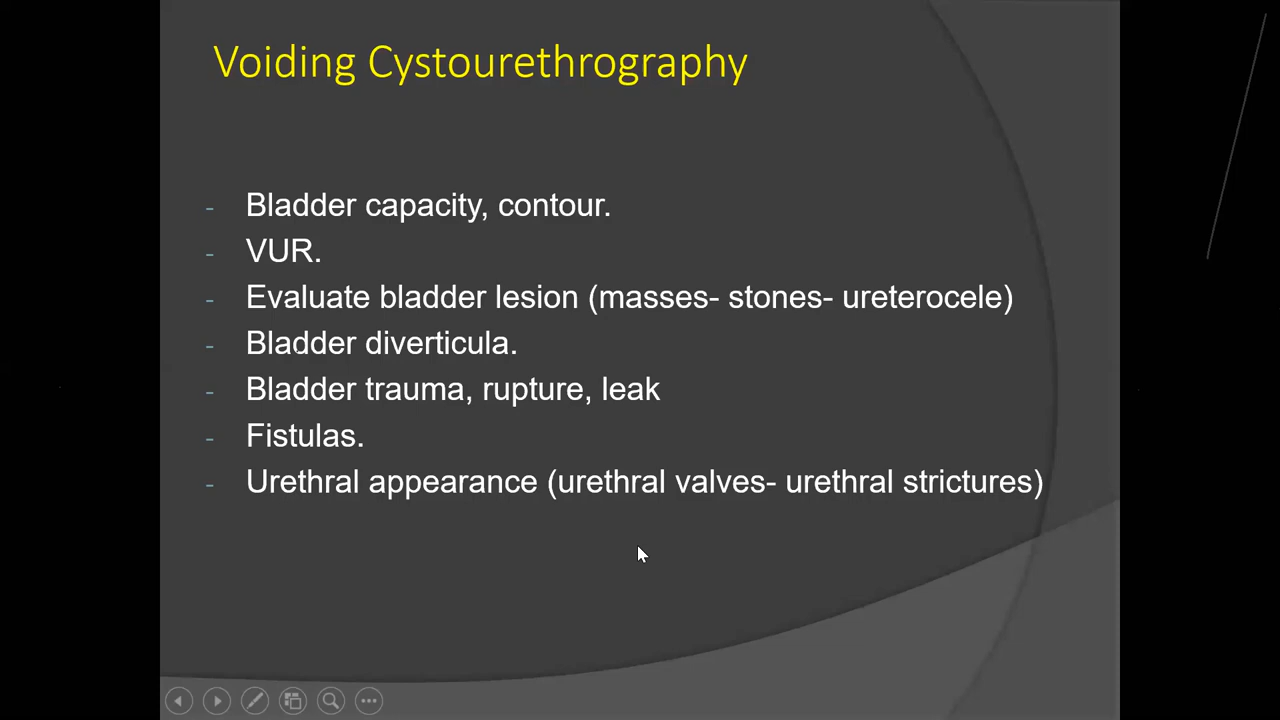 Voiding Cystourethrography
- Bladder capacity, contour.
- VUR.
- Evaluate bladder lesion (masses- stones- ureterocele)
- Bladder diverticula.
- Bladder trauma, rupture, leak
- Fistulas.
- Urethral appearance (urethral valves- urethral strictures)